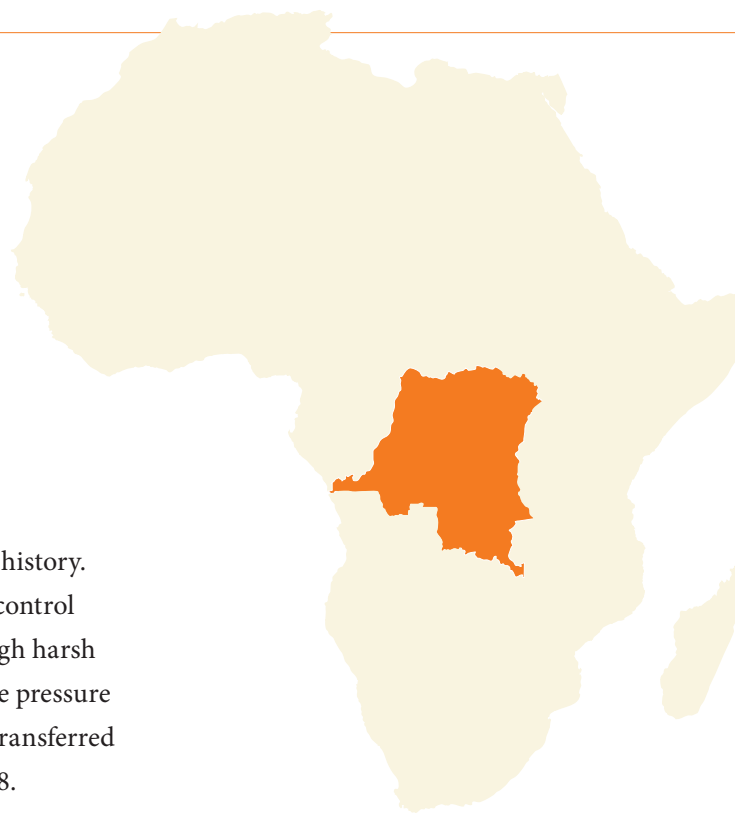 history.
control
gh harsh
e pressure
ransferred
8.